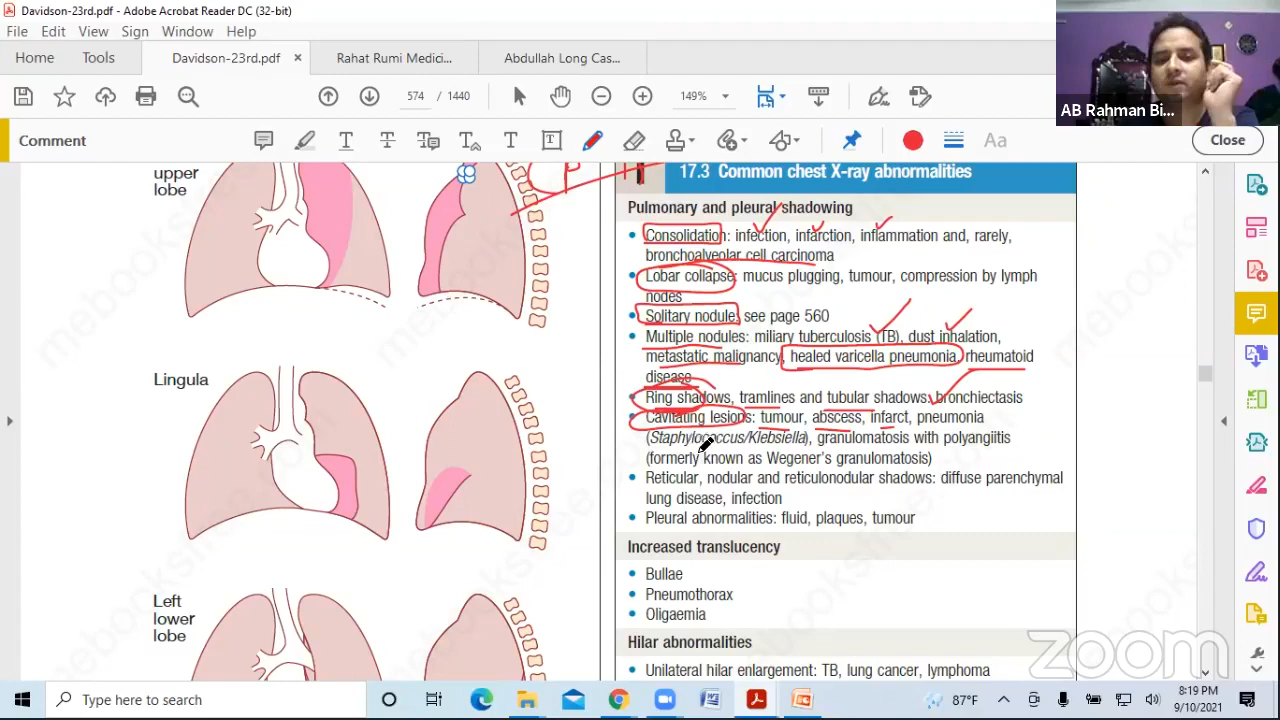 Davidson-23rd.pdf - Adobe Acrobat Reader DC (32-bit)
File Edit View Sign Window Help
Home Tools Davidson-23rd.pdf × Rahat Rumi Medici... Abdullah Long Cas...
574 / 1440 149%
AB Rahman Bi...
Comment Aa Close
upper
lobe
P
17.3 Common chest X-ray abnormalities
Pulmonary and pleural shadowing
• Consolidation: infection, infarction, inflammation and, rarely,
bronchoalveolar cell carcinoma
• Lobar collapse: mucus plugging, tumour, compression by lymph
nodes
• Solitary nodule: see page 560
• Multiple nodules: miliary tuberculosis (TB), dust inhalation,
metastatic malignancy, healed varicella pneumonia, rheumatoid
disease
• Ring shadows, tramlines and tubular shadows: bronchiectasis
• Cavitating lesions: tumour, abscess, infarct, pneumonia
(Staphylococcus/Klebsiella), granulomatosis with polyangiitis
(formerly known as Wegener's granulomatosis)
• Reticular, nodular and reticulonodular shadows: diffuse parenchymal
lung disease, infection
• Pleural abnormalities: fluid, plaques, tumour
Increased translucency
• Bullae
• Pneumothorax
• Oligaemia
Hilar abnormalities
• Unilateral hilar enlargement: TB, lung cancer, lymphoma
Lingula
Left
lower
lobe
mebooksfree.com
zoom
Type here to search
87°F
8:19 PM
9/10/2021